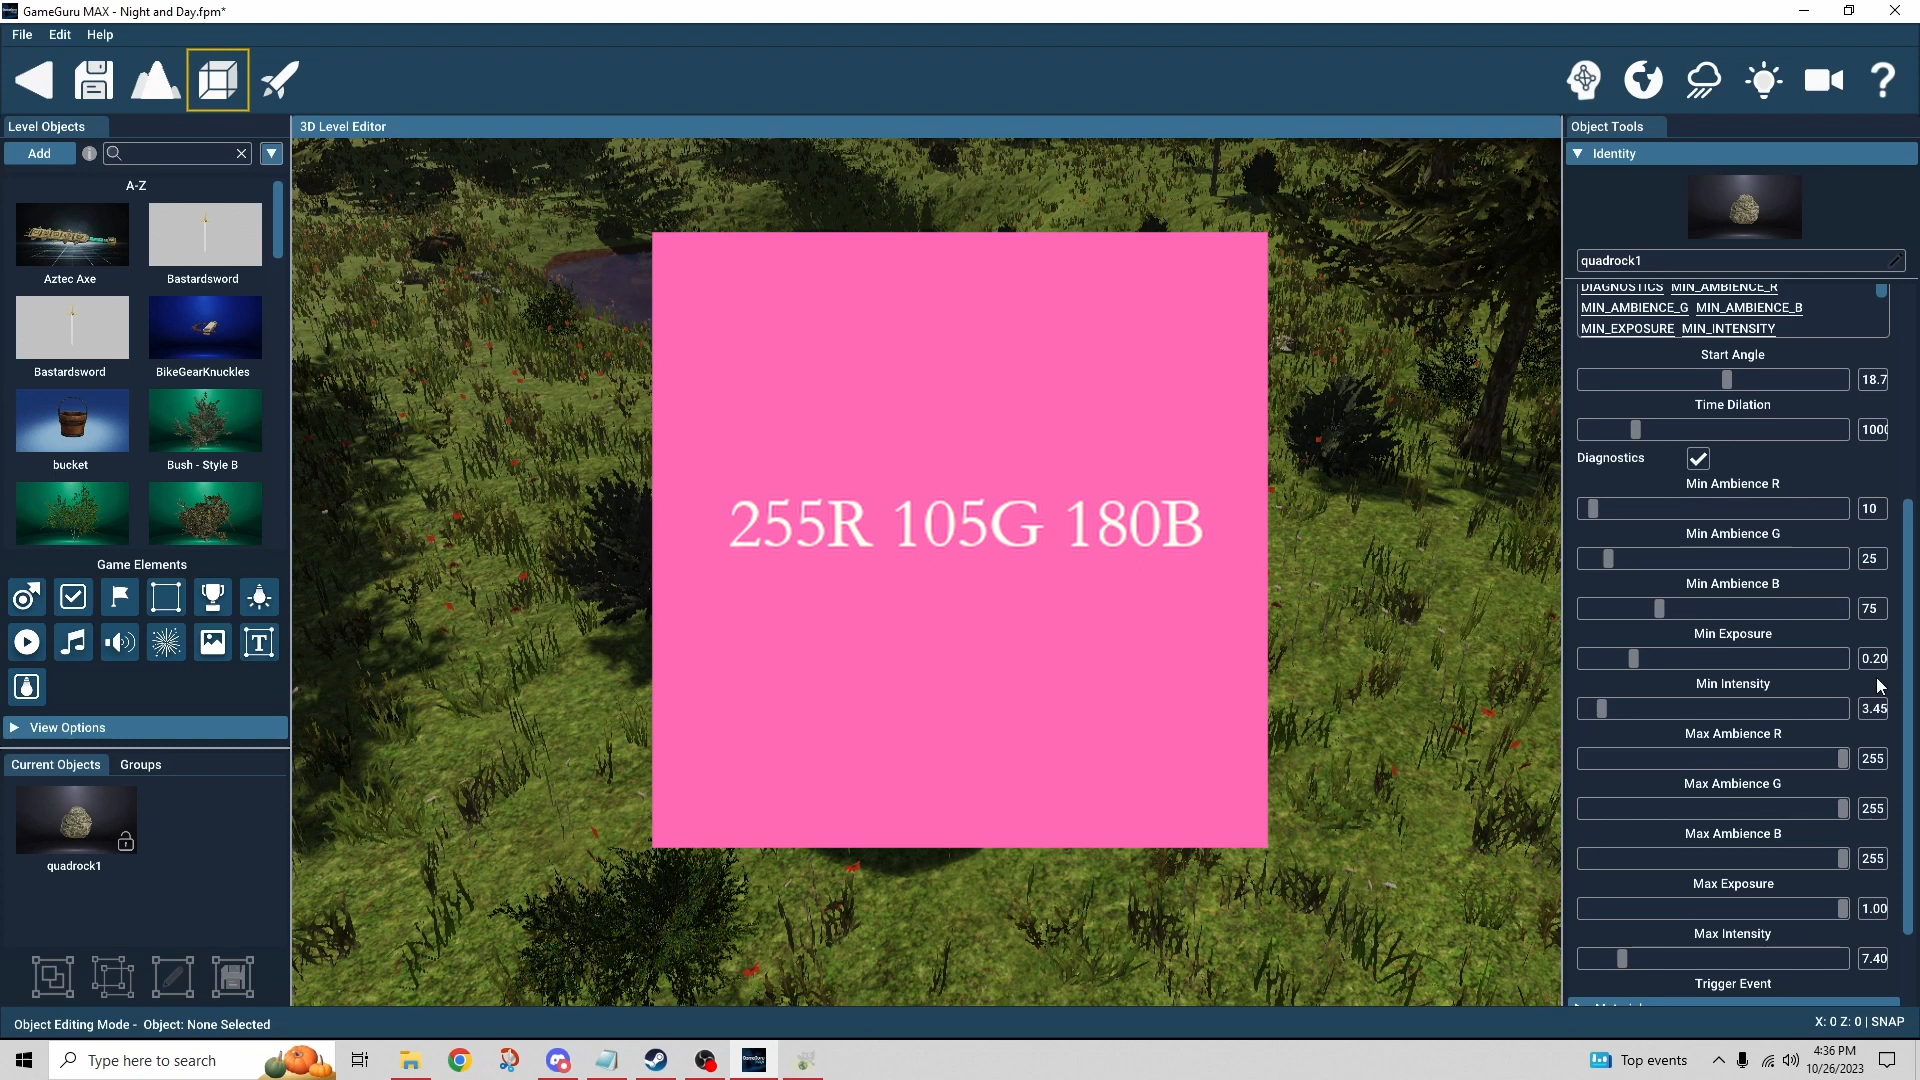 GameGuru MAX - Night and Day.fpm*
File Edit Help
Level Objects
3D Level Editor
Object Tools
Add
Identity
A-Z
Aztec Axe
Bastardsword
Bastardsword
BikeGearKnuckles
bucket
Bush - Style B
Game Elements
View Options
Current Objects
Groups
quadrock1
255R 105G 180B
quadrock1
DIAGNOSTICS MIN_AMBIENCE_R
MIN_AMBIENCE_G MIN_AMBIENCE_B
MIN_EXPOSURE MIN_INTENSITY
Start Angle
18.7
Time Dilation
Diagnostics
Min Ambience R
10
Min Ambience G
25
Min Ambience B
75
Min Exposure
0.20
Min Intensity
3.45
Max Ambience R
255
Max Ambience G
255
Max Ambience B
255
Max Exposure
1.00
Max Intensity
7.40
Trigger Event
Object Editing Mode - Object: None Selected
X: 0 Z: 0 | SNAP
Type here to search
Top events
4:36 PM
10/26/2023